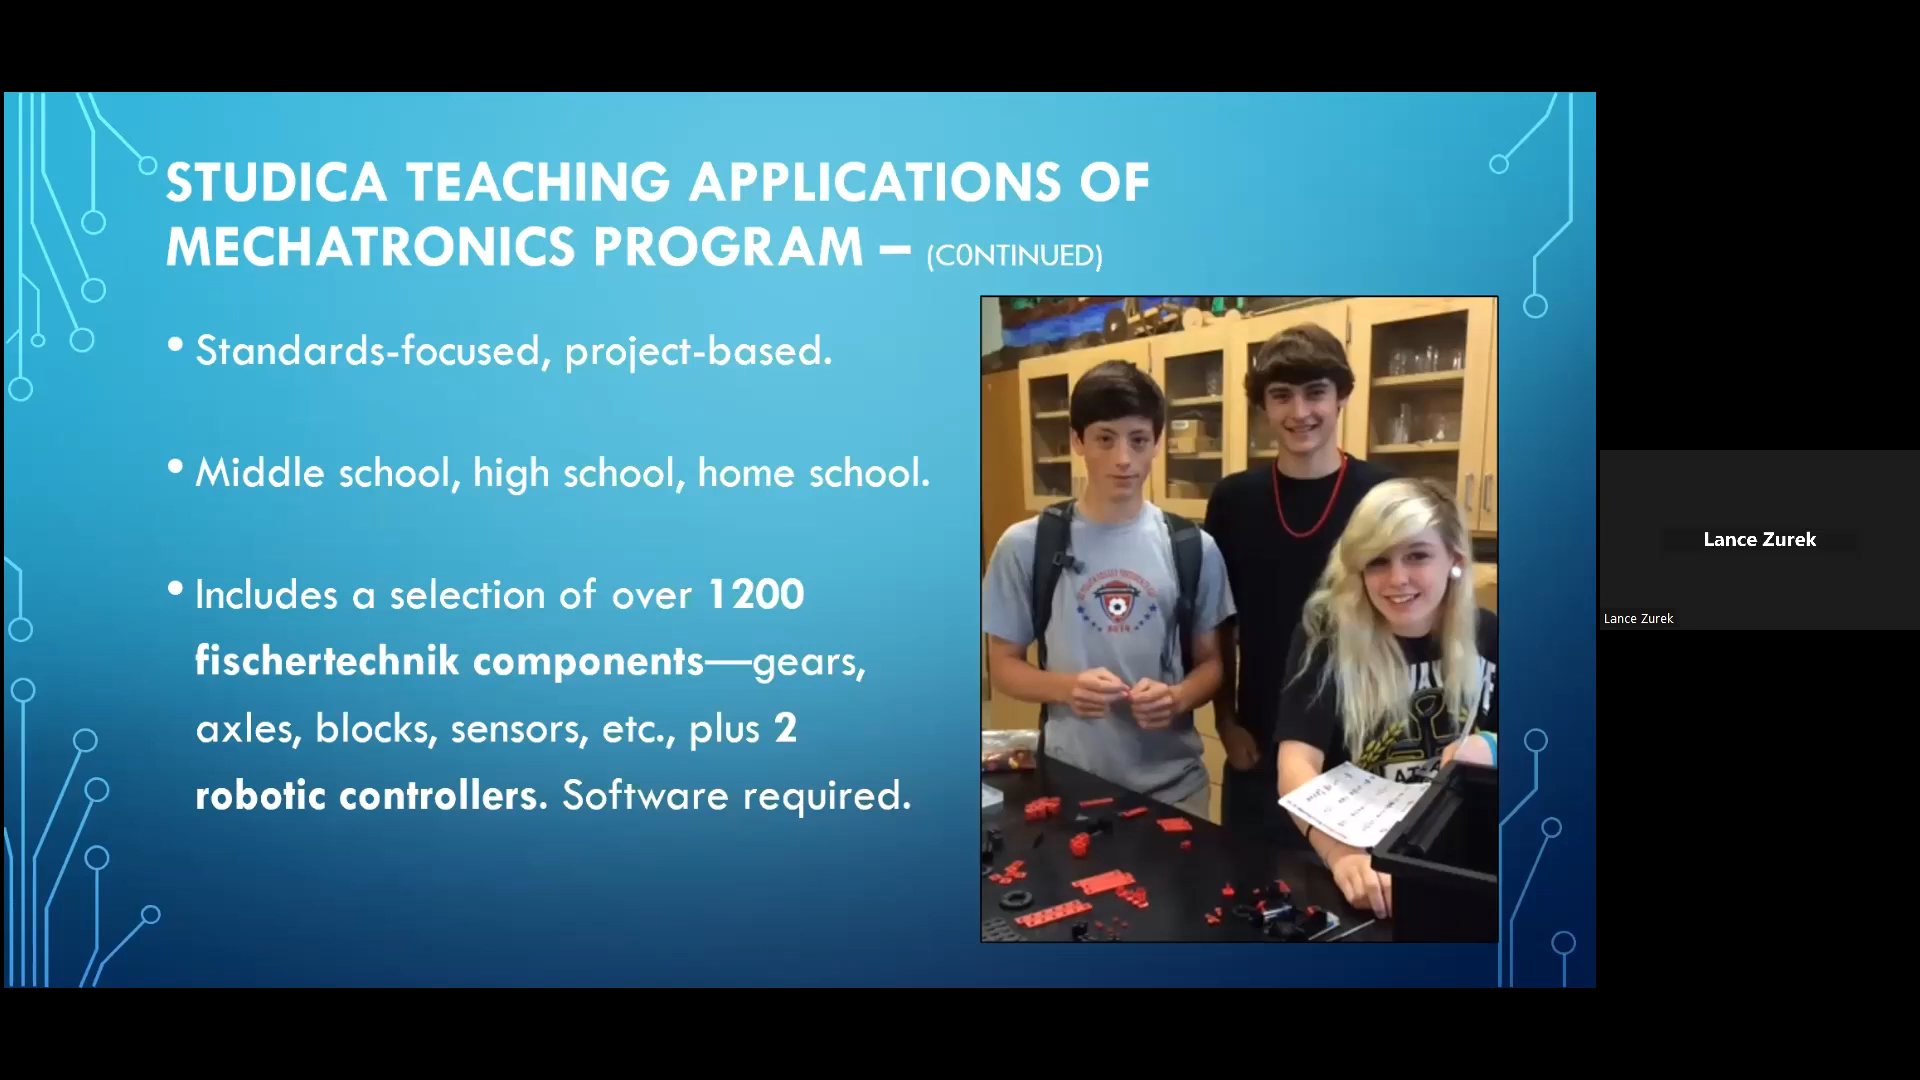 STUDICA TEACHING APPLICATIONS OF
MECHATRONICS PROGRAM – (C0NTINUED)
• Standards-focused, project-based.
• Middle school, high school, home school.
• Includes a selection of over 1200
fischertechnik components—gears,
axles, blocks, sensors, etc., plus 2
robotic controllers. Software required.
Lance Zurek
Lance Zurek